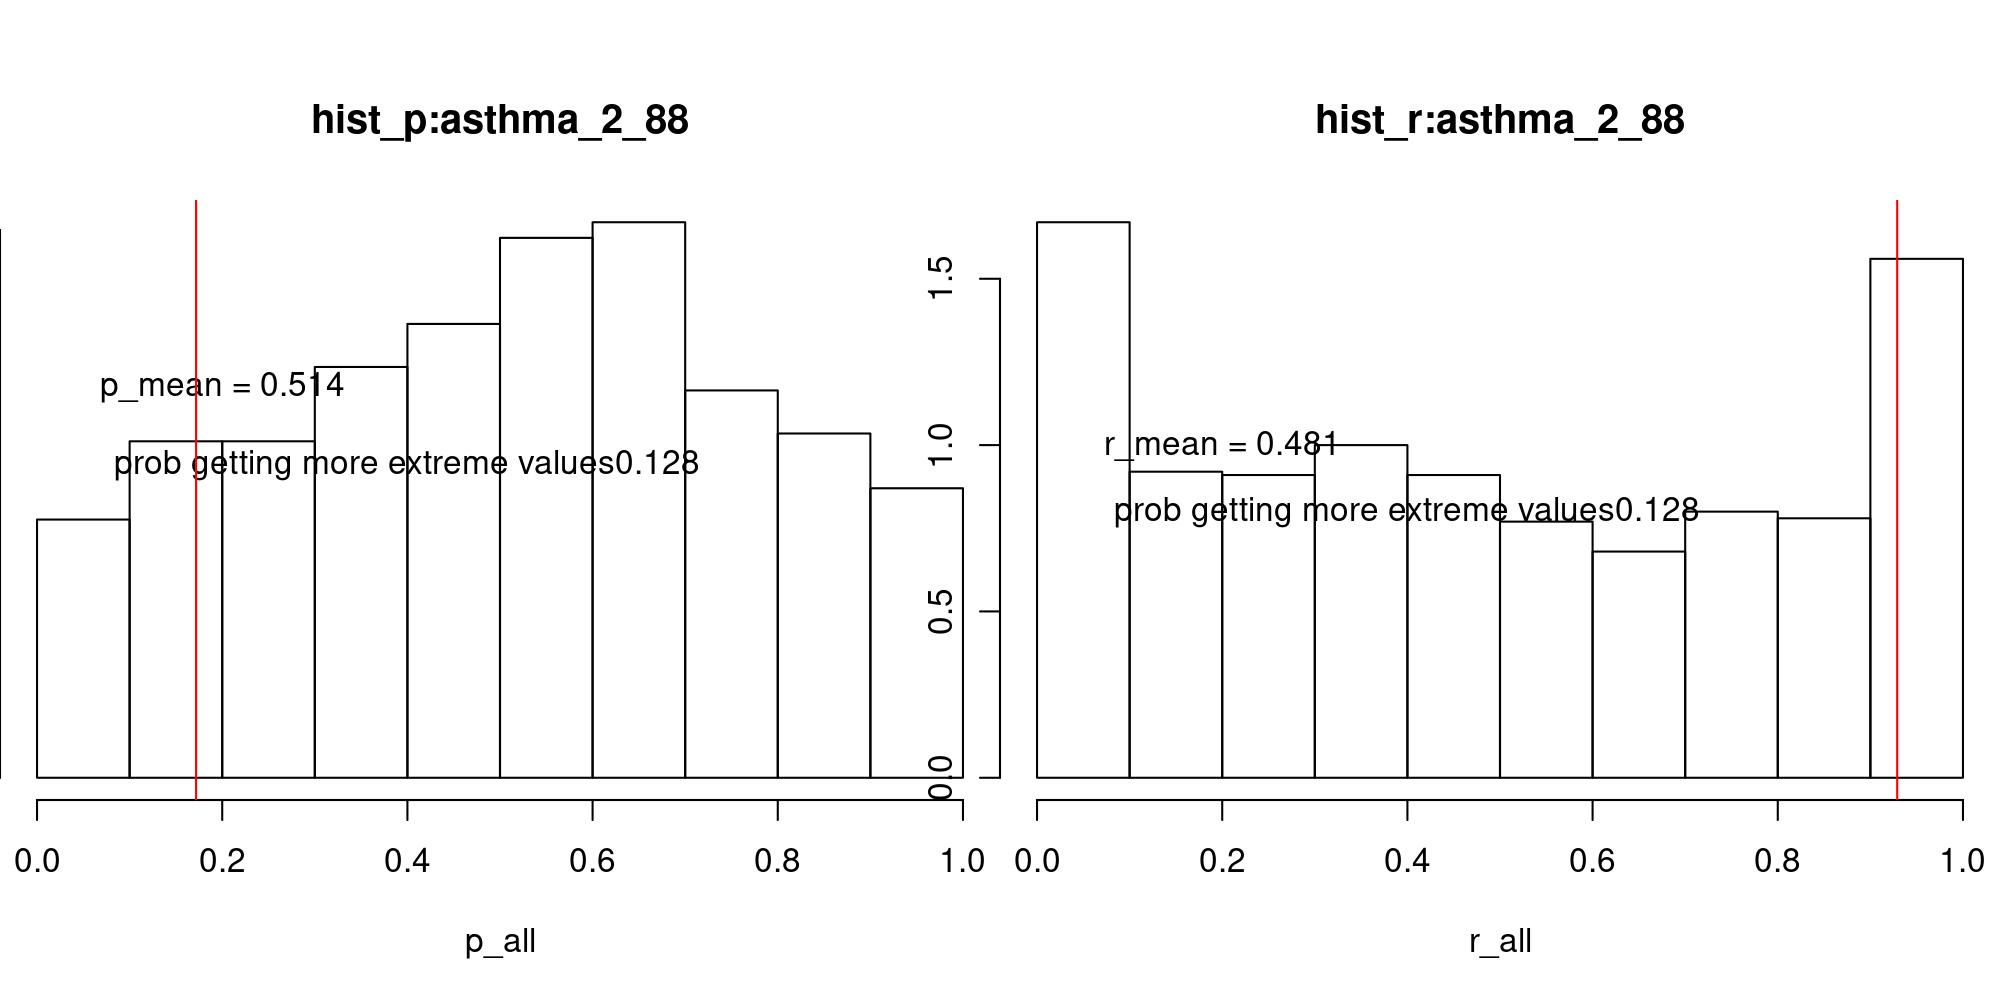 hist_p:asthma_2_88
p_mean = 0.514
prob getting more extreme values0.128
0.0 0.2 0.4 0.6 0.8 1.0
p_all
hist_r:asthma_2_88
1.5
1.0
0.5
0.0
r_mean = 0.481
prob getting more extreme values0.128
0.0 0.2 0.4 0.6 0.8 1.0
r_all